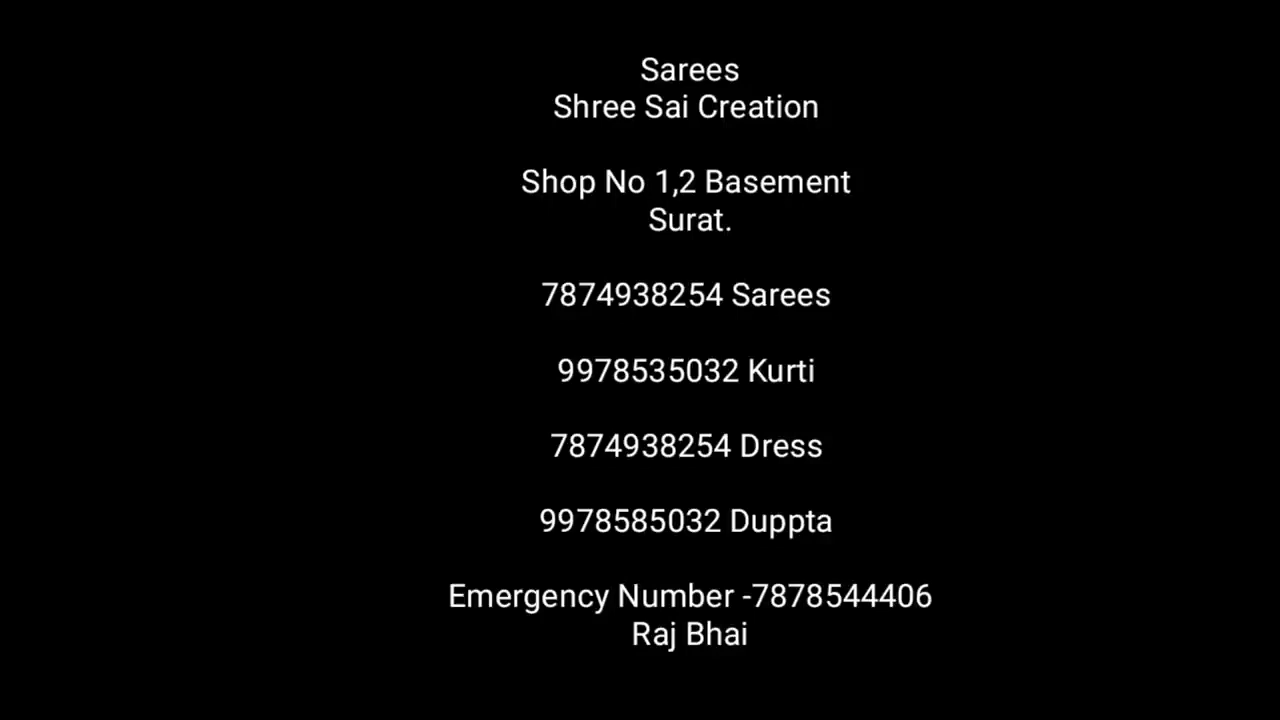 Sarees
Shree Sai Creation
Shop No 1,2 Basement
Surat.
7874938254 Sarees
9978535032 Kurti
7874938254 Dress
9978585032 Duppta
Emergency Number -7878544406
Raj Bhai